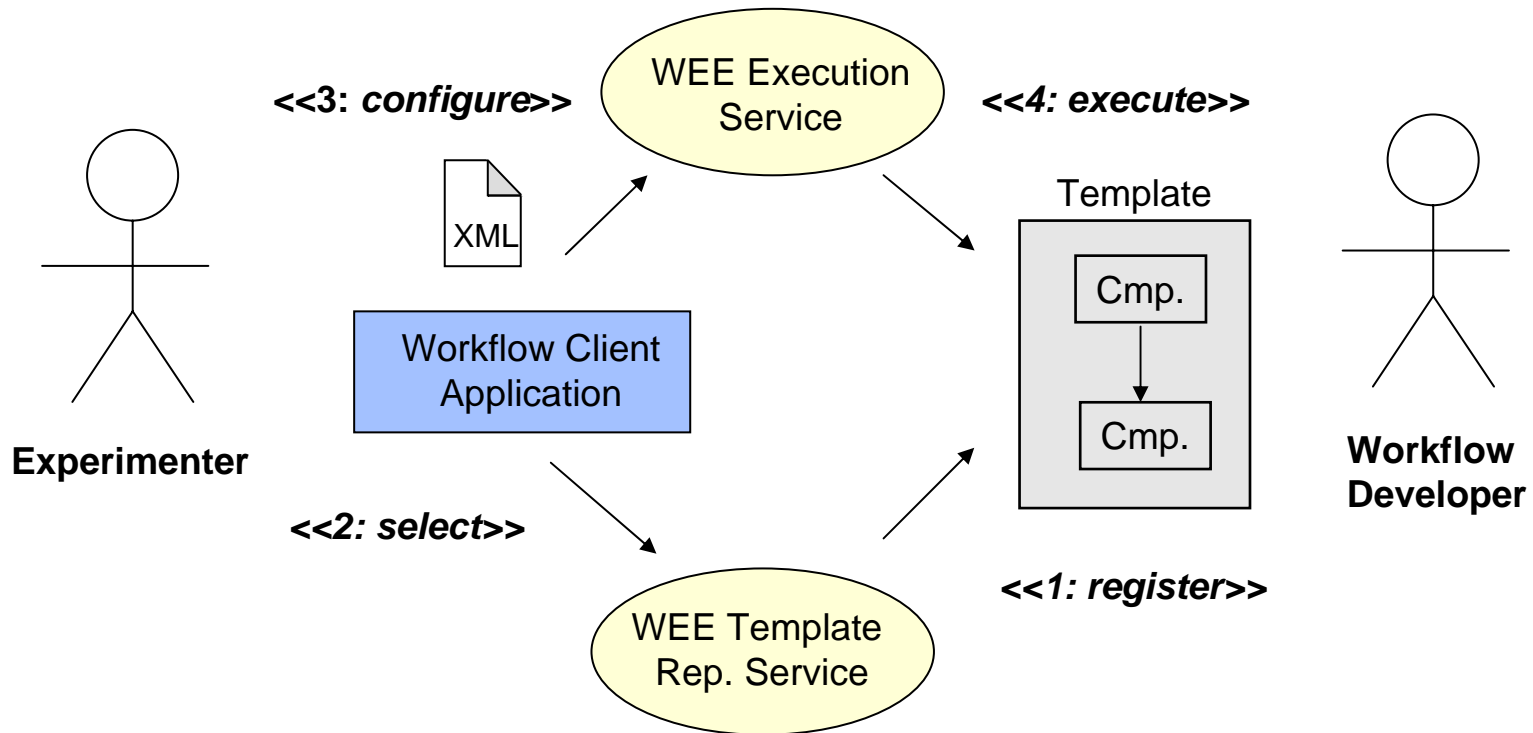 WEE Execution
Service
<<3: configure>>
<<4: execute>>
XML
Template
Cmp.
Workflow Client
Application
Cmp.
Experimenter
Workflow
Developer
<<2: select>>
<<1: register>>
WEE Template
Rep. Service